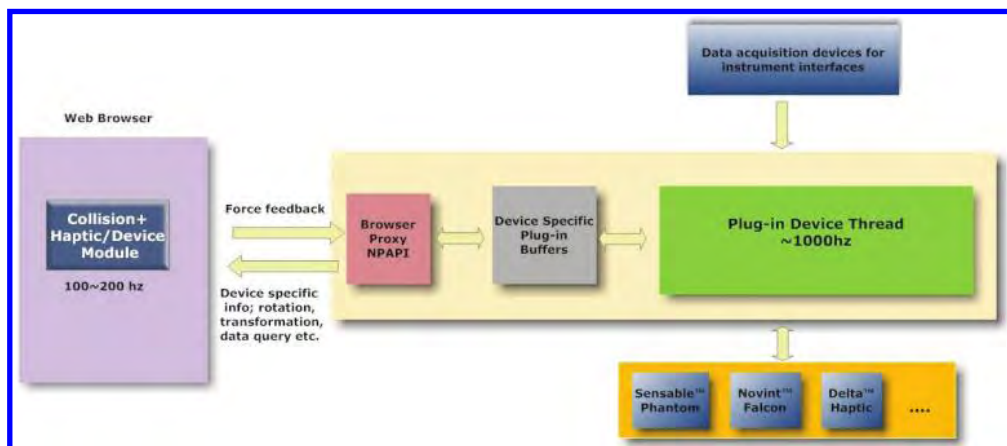 Data acquisition devices for
instrument interfaces
Web Browser
Collision+
Haptic/Device
Module
100~200 hz
Force feedback
Device specific
info; rotation,
transformation,
data query etc.
Browser
Proxy
NPAPI
Device Specific
Plug-in
Buffers
Plug-in Device Thread
~1000hz
Sensable™
Phantom
Novint™
Falcon
Delta™
Haptic
....